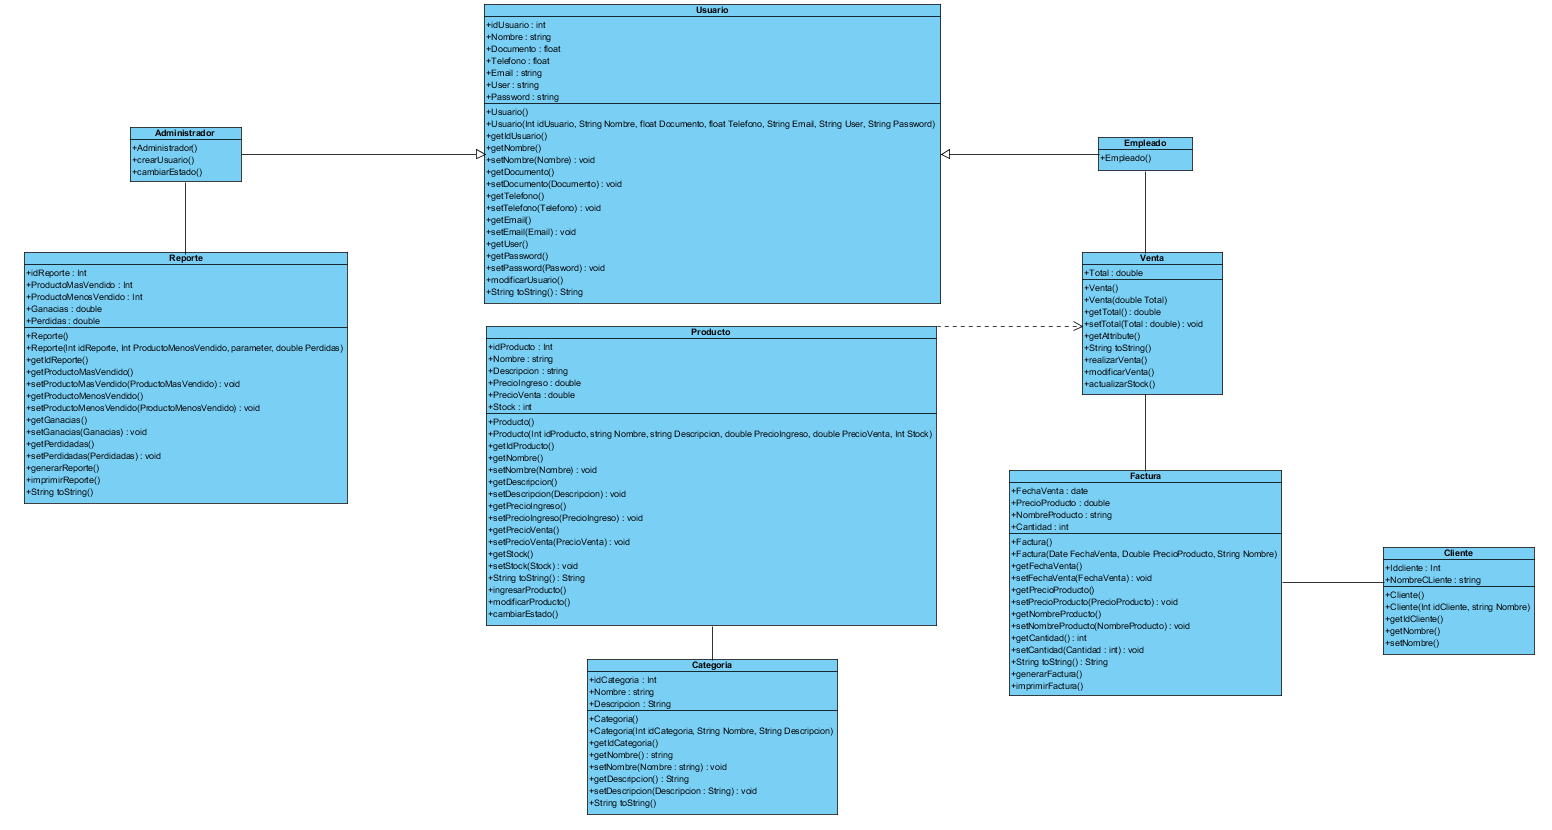 Usuario
+idUsuario : int
+Nombre : string
+Documento : float
+Telefono : float
+Email : string
+User : string
+Password : string
+Usuario()
+Usuario(Int idUsuario, String Nombre, float Documento, float Telefono, String Email, String User, String Password)
+getIdUsuario()
+getNombre()
+setNombre(Nombre) : void
+getDocumento()
+setDocumento(Documento) : void
+getTelefono()
+setTelefono(Telefono) : void
+getEmail()
+setEmail(Email) : void
+getUser()
+getPassword()
+setPassword(Pasword) : void
+modificarUsuario()
+String toString() : String
Administrador
+Administrador()
+crearUsuario()
+cambiarEstado()
Empleado
+Empleado()
Reporte
+idReporte : Int
+ProductoMasVendido : Int
+ProductoMenosVendido : Int
+Ganacias : double
+Perdidas : double
+Reporte()
+Reporte(Int idReporte, Int ProductoMenosVendido, parameter, double Perdidas)
+getIdReporte()
+getProductoMasVendido()
+setProductoMasVendido(ProductoMasVendido) : void
+getProductoMenosVendido()
+setProductoMenosVendido(ProductoMenosVendido) : void
+getGanacias()
+setGanacias(Ganacias) : void
+getPerdidadas()
+setPerdidadas(Perdidadas) : void
+generarReporte()
+imprimirReporte()
+String toString()
Venta
+Total : double
+Venta()
+Venta(double Total)
+getTotal() : double
+setTotal(Total : double) : void
+getAttribute()
+String toString()
+realizarVenta()
+modificarVenta()
+actualizarStock()
Producto
+idProducto : Int
+Nombre : string
+Descripcion : string
+PrecioIngreso : double
+PrecioVenta : double
+Stock : int
+Producto()
+Producto(Int idProducto, string Nombre, string Descripcion, double PrecioIngreso, double PrecioVenta, Int Stock)
+getIdProducto()
+getNombre()
+setNombre(Nombre) : void
+getDescripcion()
+setDescripcion(Descripcion) : void
+getPrecioIngreso()
+setPrecioIngreso(PrecioIngreso) : void
+getPrecioVenta()
+setPrecioVenta(PrecioVenta) : void
+getStock()
+setStock(Stock) : void
+String toString() : String
+ingresarProducto()
+modificarProducto()
+cambiarEstado()
Factura
+FechaVenta : date
+PrecioProducto : double
+NombreProducto : string
+Cantidad : int
+Factura()
+Factura(Date FechaVenta, Double PrecioProducto, String Nombre)
+getFechaVenta()
+setFechaVenta(FechaVenta) : void
+getPrecioProducto()
+setPrecioProducto(PrecioProducto) : void
+getNombreProducto()
+setNombreProducto(NombreProducto) : void
+getCantidad() : int
+setCantidad(Cantidad : int) : void
+String toString() : String
+generarFactura()
+imprimirFactura()
Cliente
+Idcliente : Int
+NombreCLiente : string
+Cliente()
+Cliente(Int idCliente, string Nombre)
+getIdCliente()
+getNombre()
+setNombre()
Categoria
+idCategoria : Int
+Nombre : string
+Descripcion : String
+Categoria()
+Categoria(Int idCategoria, String Nombre, String Descripcion)
+getIdCategoria()
+getNombre() : string
+setNombre(Nombre : string) : void
+getDescripcion() : String
+setDescripcion(Descripcion : String) : void
+String toString()